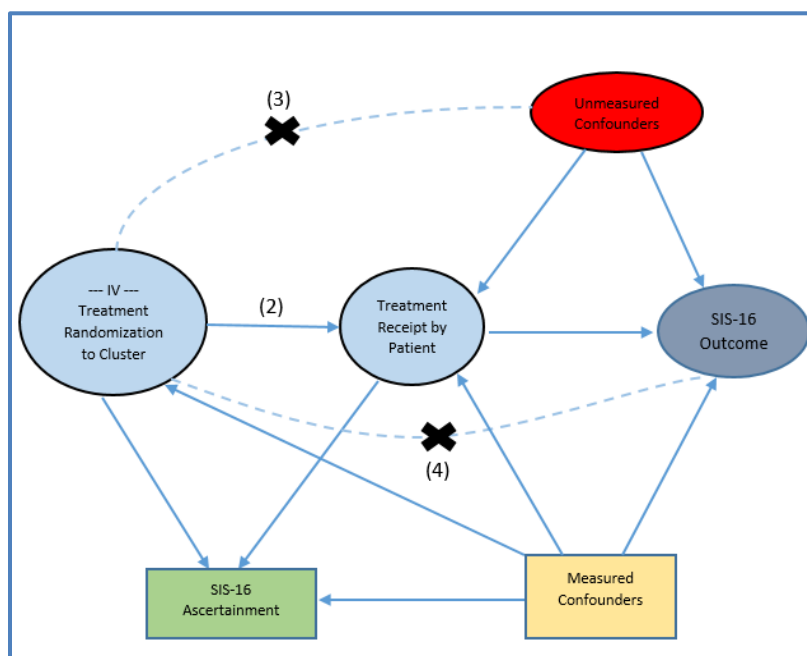 (3)
Unmeasured
Confounders
--- IV ---
Treatment
Randomization
to Cluster
(2)
Treatment
Receipt by
Patient
SIS-16
Outcome
(4)
SIS-16
Ascertainment
Measured
Confounders